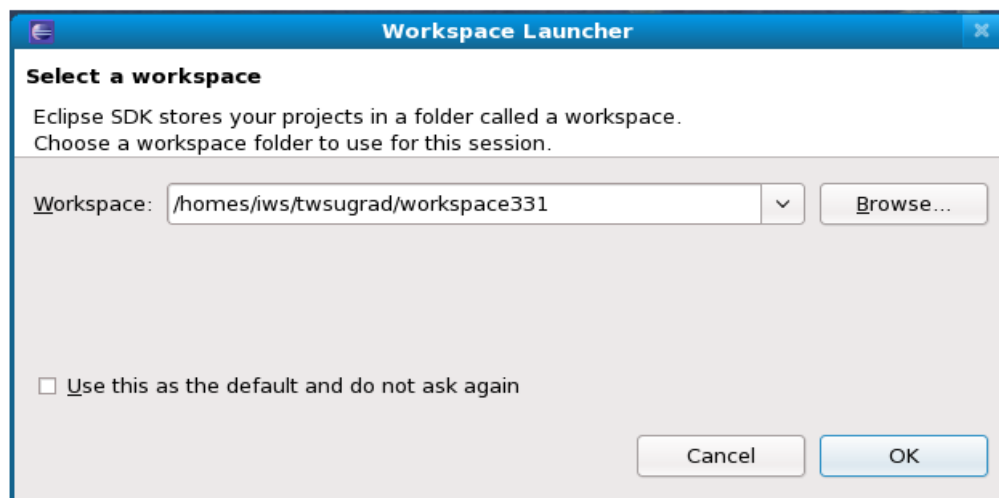 Workspace Launcher
Select a workspace
Eclipse SDK stores your projects in a folder called a workspace.
Choose a workspace folder to use for this session.
Workspace: /homes/iws/twsugrad/workspace331 Browse...
Use this as the default and do not ask again
Cancel OK